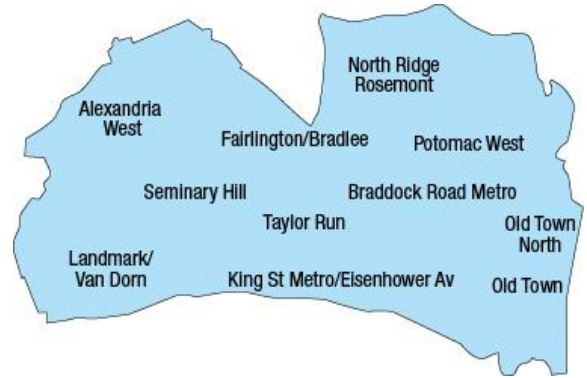 North Ridge
Rosemont
Alexandria
West
Fairlington/Bradlee
Potomac West
Seminary Hill
Braddock Road Metro
Taylor Run
Old Town
North
Landmark/
Van Dorn
King St Metro/Eisenhower Av
Old Town